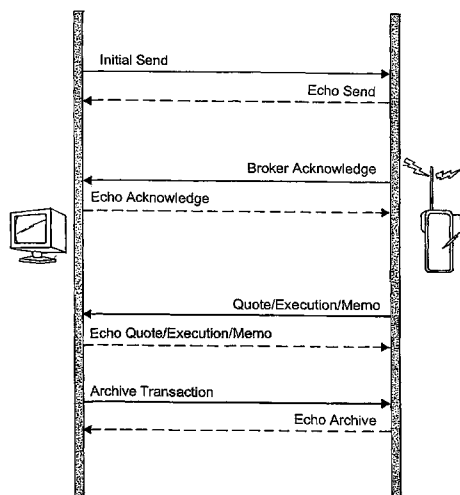 Initial Send
Echo Send
Broker Acknowledge
Echo Acknowledge
Quote/Execution/Memo
Echo Quote/Execution/Memo
Archive Transaction
Echo Archive